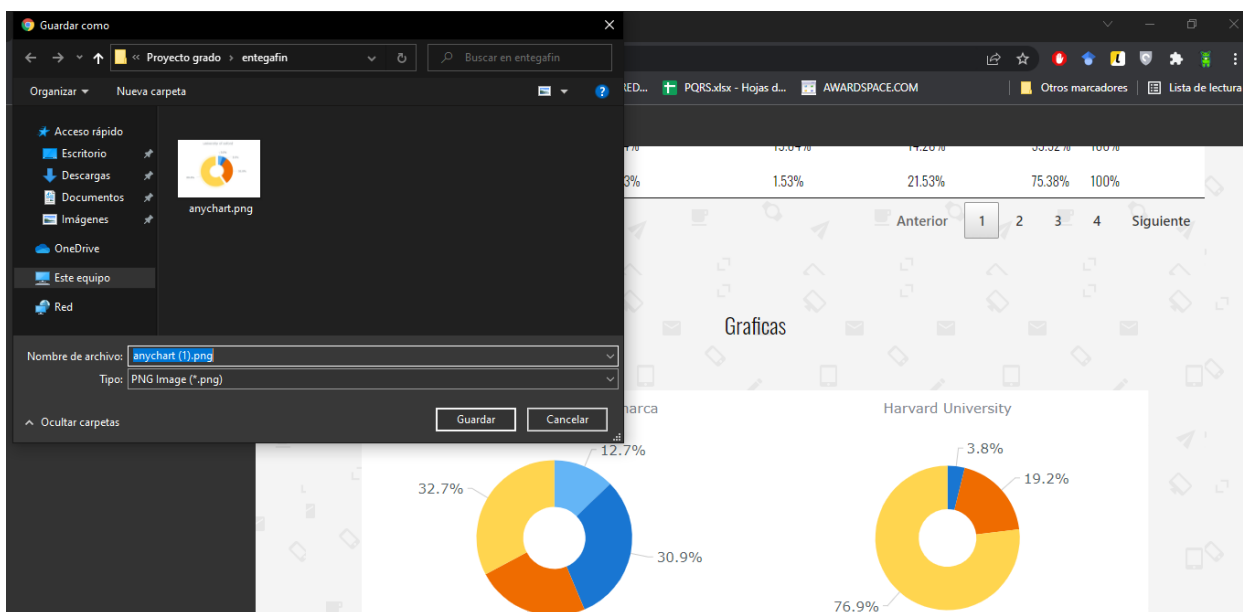 Guardar como
« Proyecto grado › entegafin
Buscar en entegafin
Organizar
Nueva carpeta
RED... PQRS.xlsx - Hojas d... AWARDSPACE.COM Otros marcadores Lista de lectura
Acceso rápido
Escritorio
Descargas
Documentos
Imágenes
OneDrive
Este equipo
Red
anychart.png
100%
3% 1.53% 21.53% 75.38% 100%
Anterior 1 2 3 4 Siguiente
Graficas
Nombre de archivo: anychart (1).png
Tipo: PNG Image (*.png)
Ocultar carpetas
Guardar Cancelar
marca
12.7%
32.7%
30.9%
Harvard University
3.8%
19.2%
76.9%